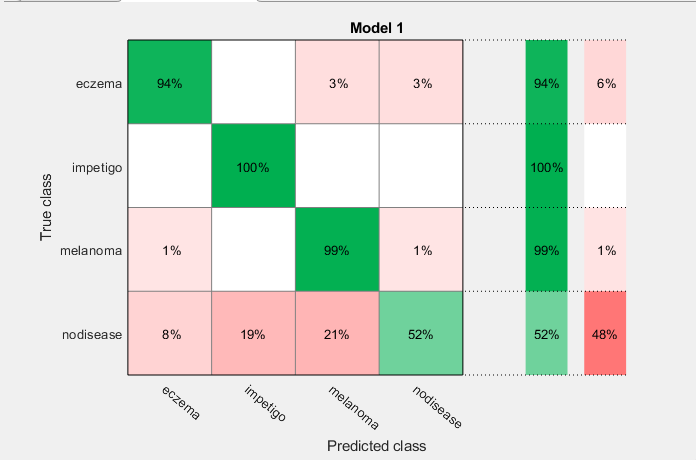 Model 1
eczema 94% 3% 3% 94% 6%
impetigo 100% 100%
melanoma 1% 99% 1% 99% 1%
nodisease 8% 19% 21% 52% 52% 48%
True class
eczema impetigo melanoma nodisease
Predicted class